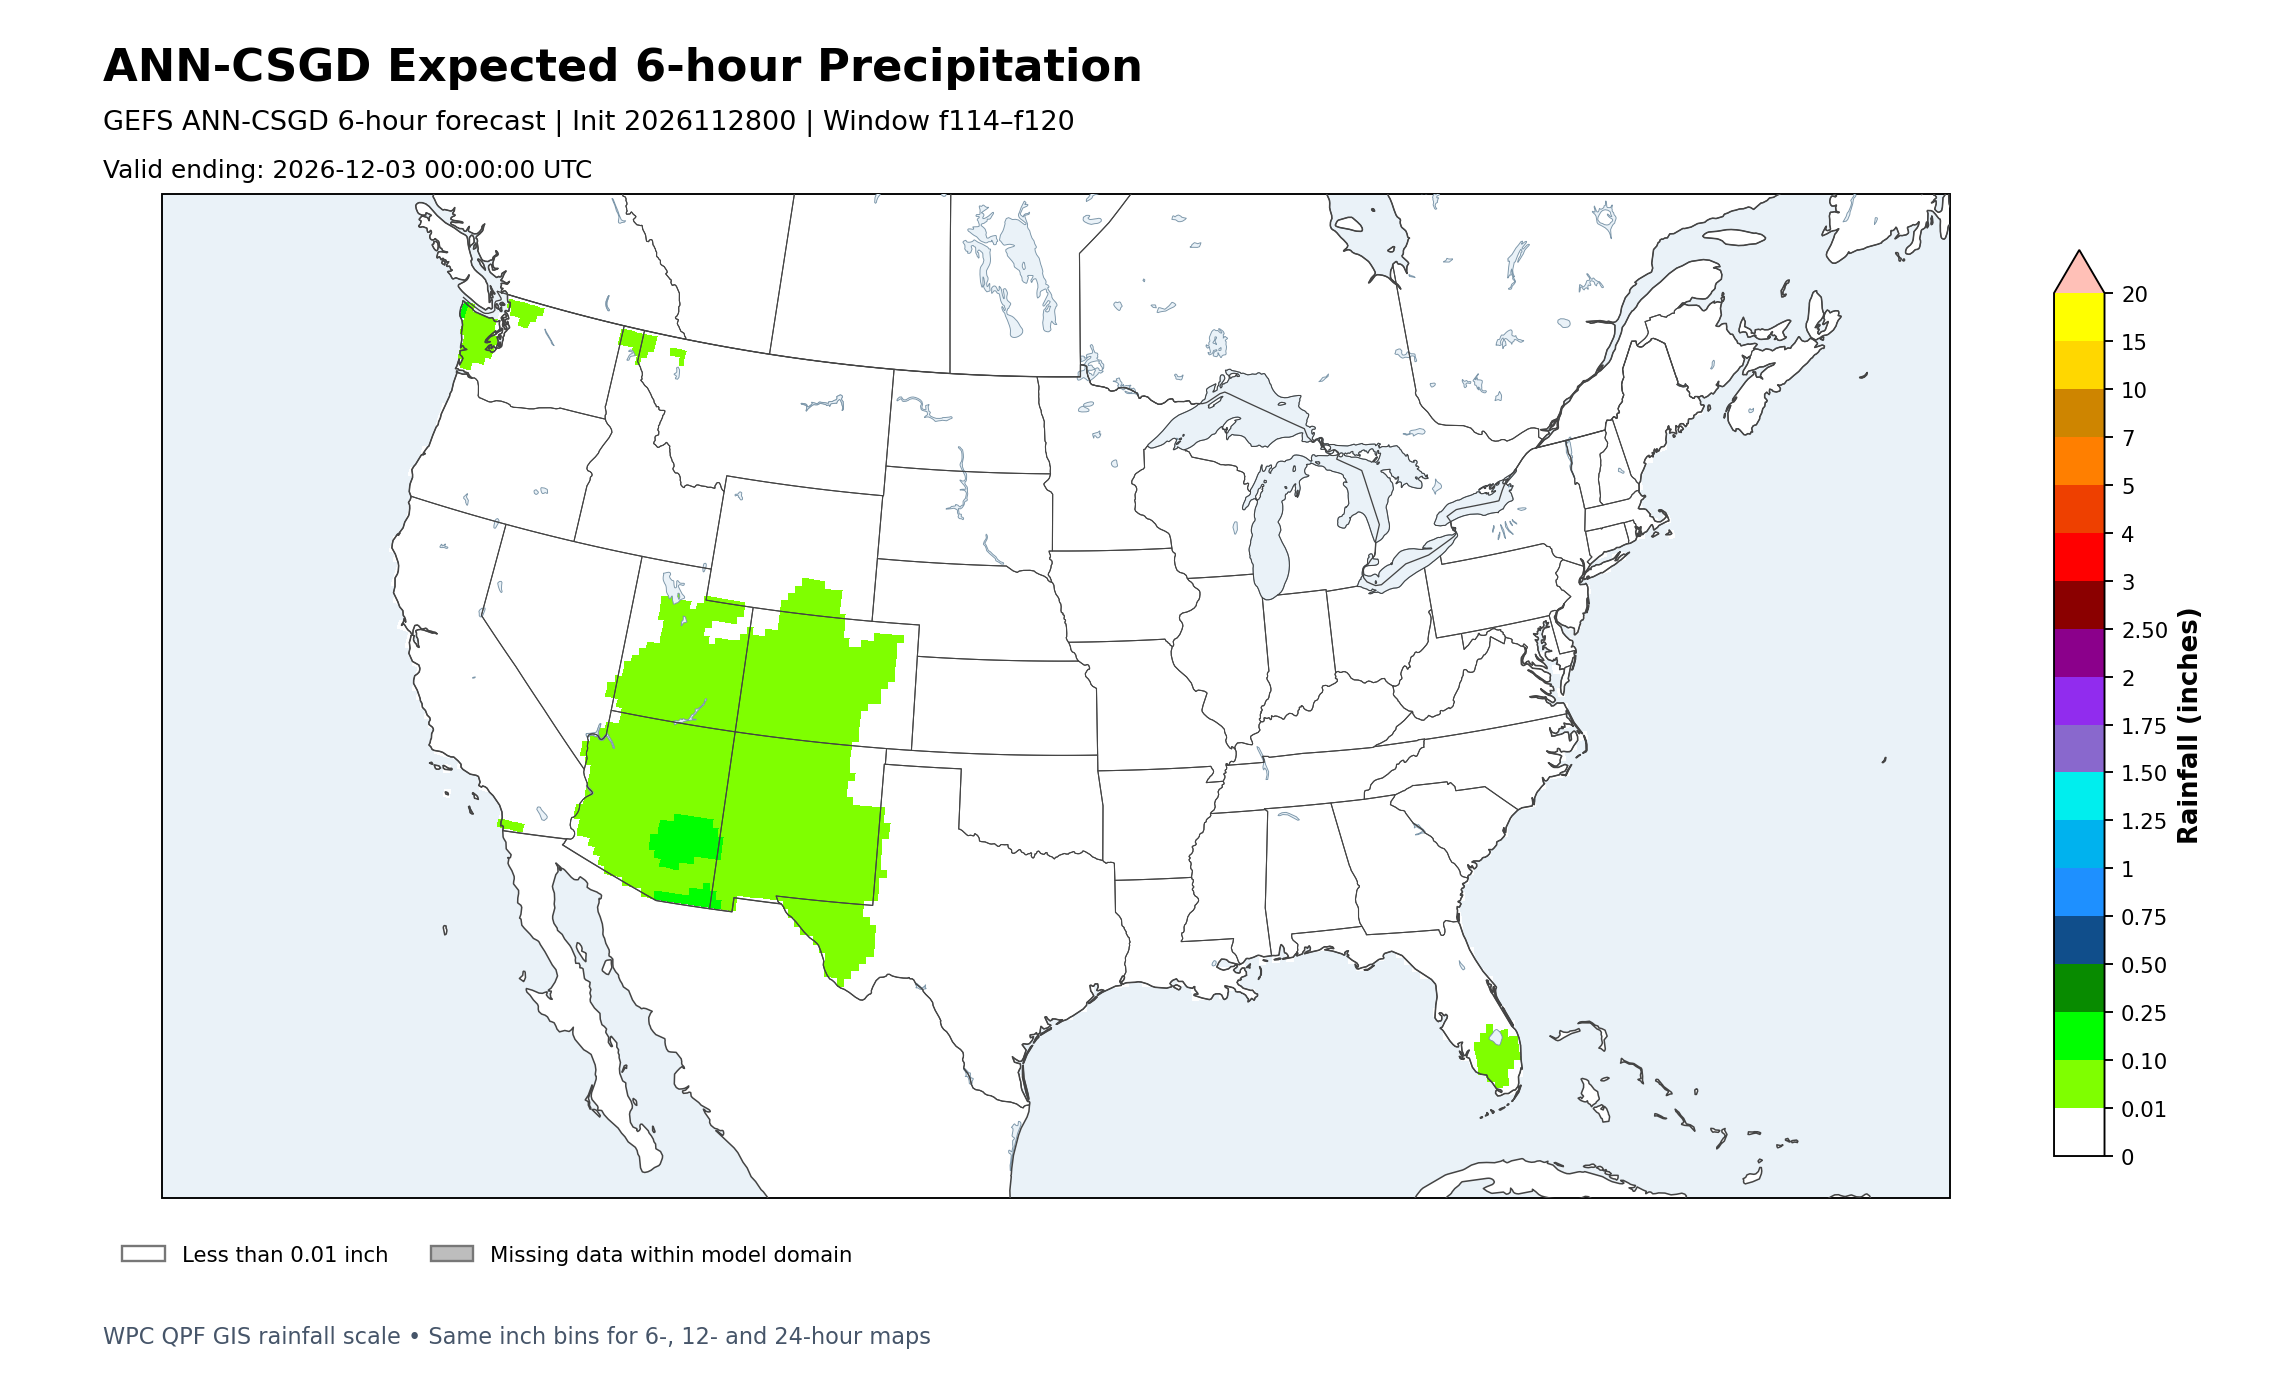 ANN-CSGD Expected 6-hour Precipitation
GEFS ANN-CSGD 6-hour forecast | Init 2026112800 | Window f114–f120
Valid ending: 2026-12-03 00:00:00 UTC
20
15
10
7
5
4
3
2.50
2
1.75
1.50
1.25
1
0.75
0.50
0.25
0.10
0.01
0
Rainfall (inches)
Less than 0.01 inch
Missing data within model domain
WPC QPF GIS rainfall scale • Same inch bins for 6-, 12- and 24-hour maps